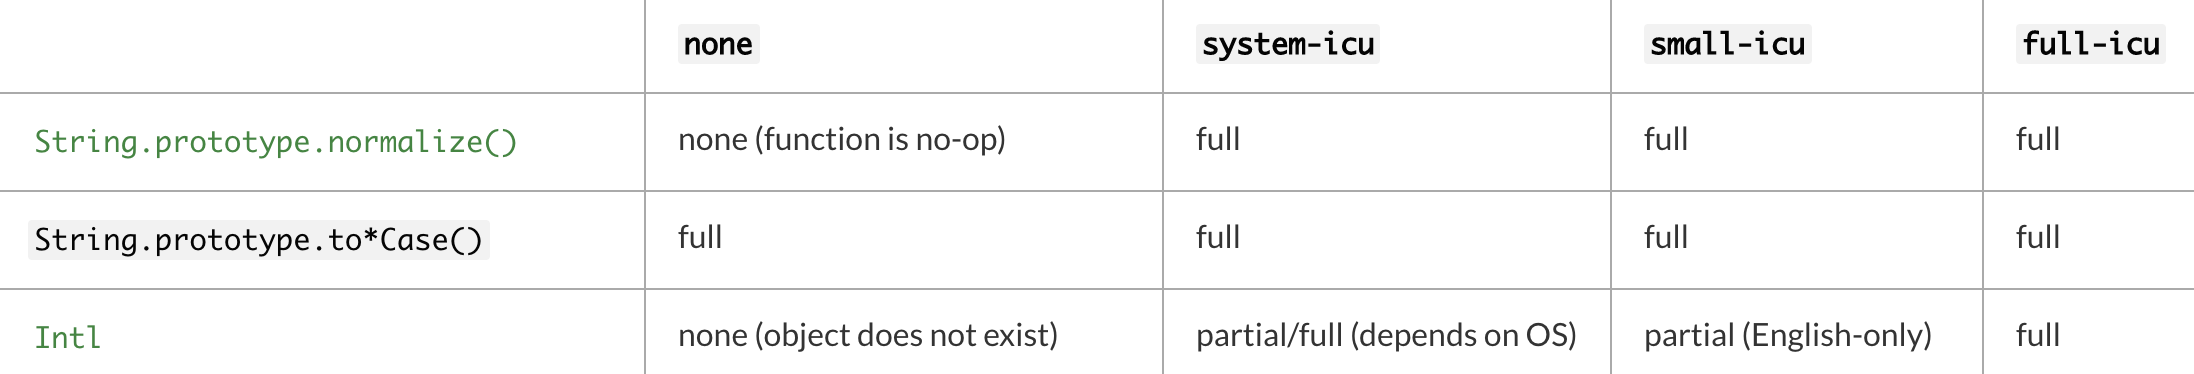 none system-icu small-icu full-icu
String.prototype.normalize() none (function is no-op) full full full
String.prototype.to*Case() full full full full
Intl none (object does not exist) partial/full (depends on OS) partial (English-only) full